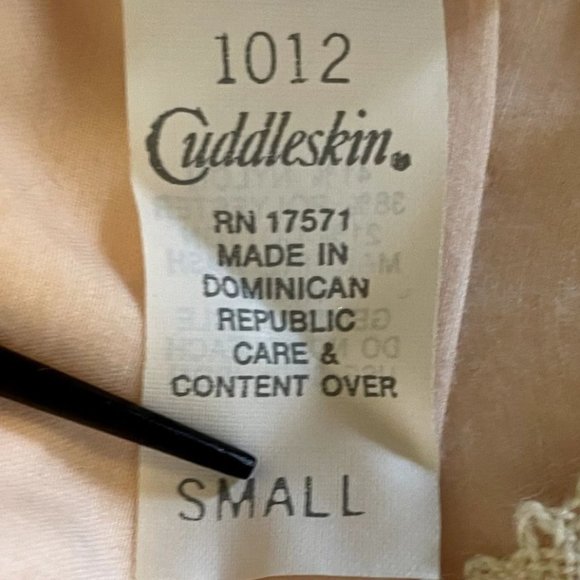 1012
Cuddleskin®
RN 17571
MADE IN
DOMINICAN
REPUBLIC
CARE &
CONTENT OVER
SMALL